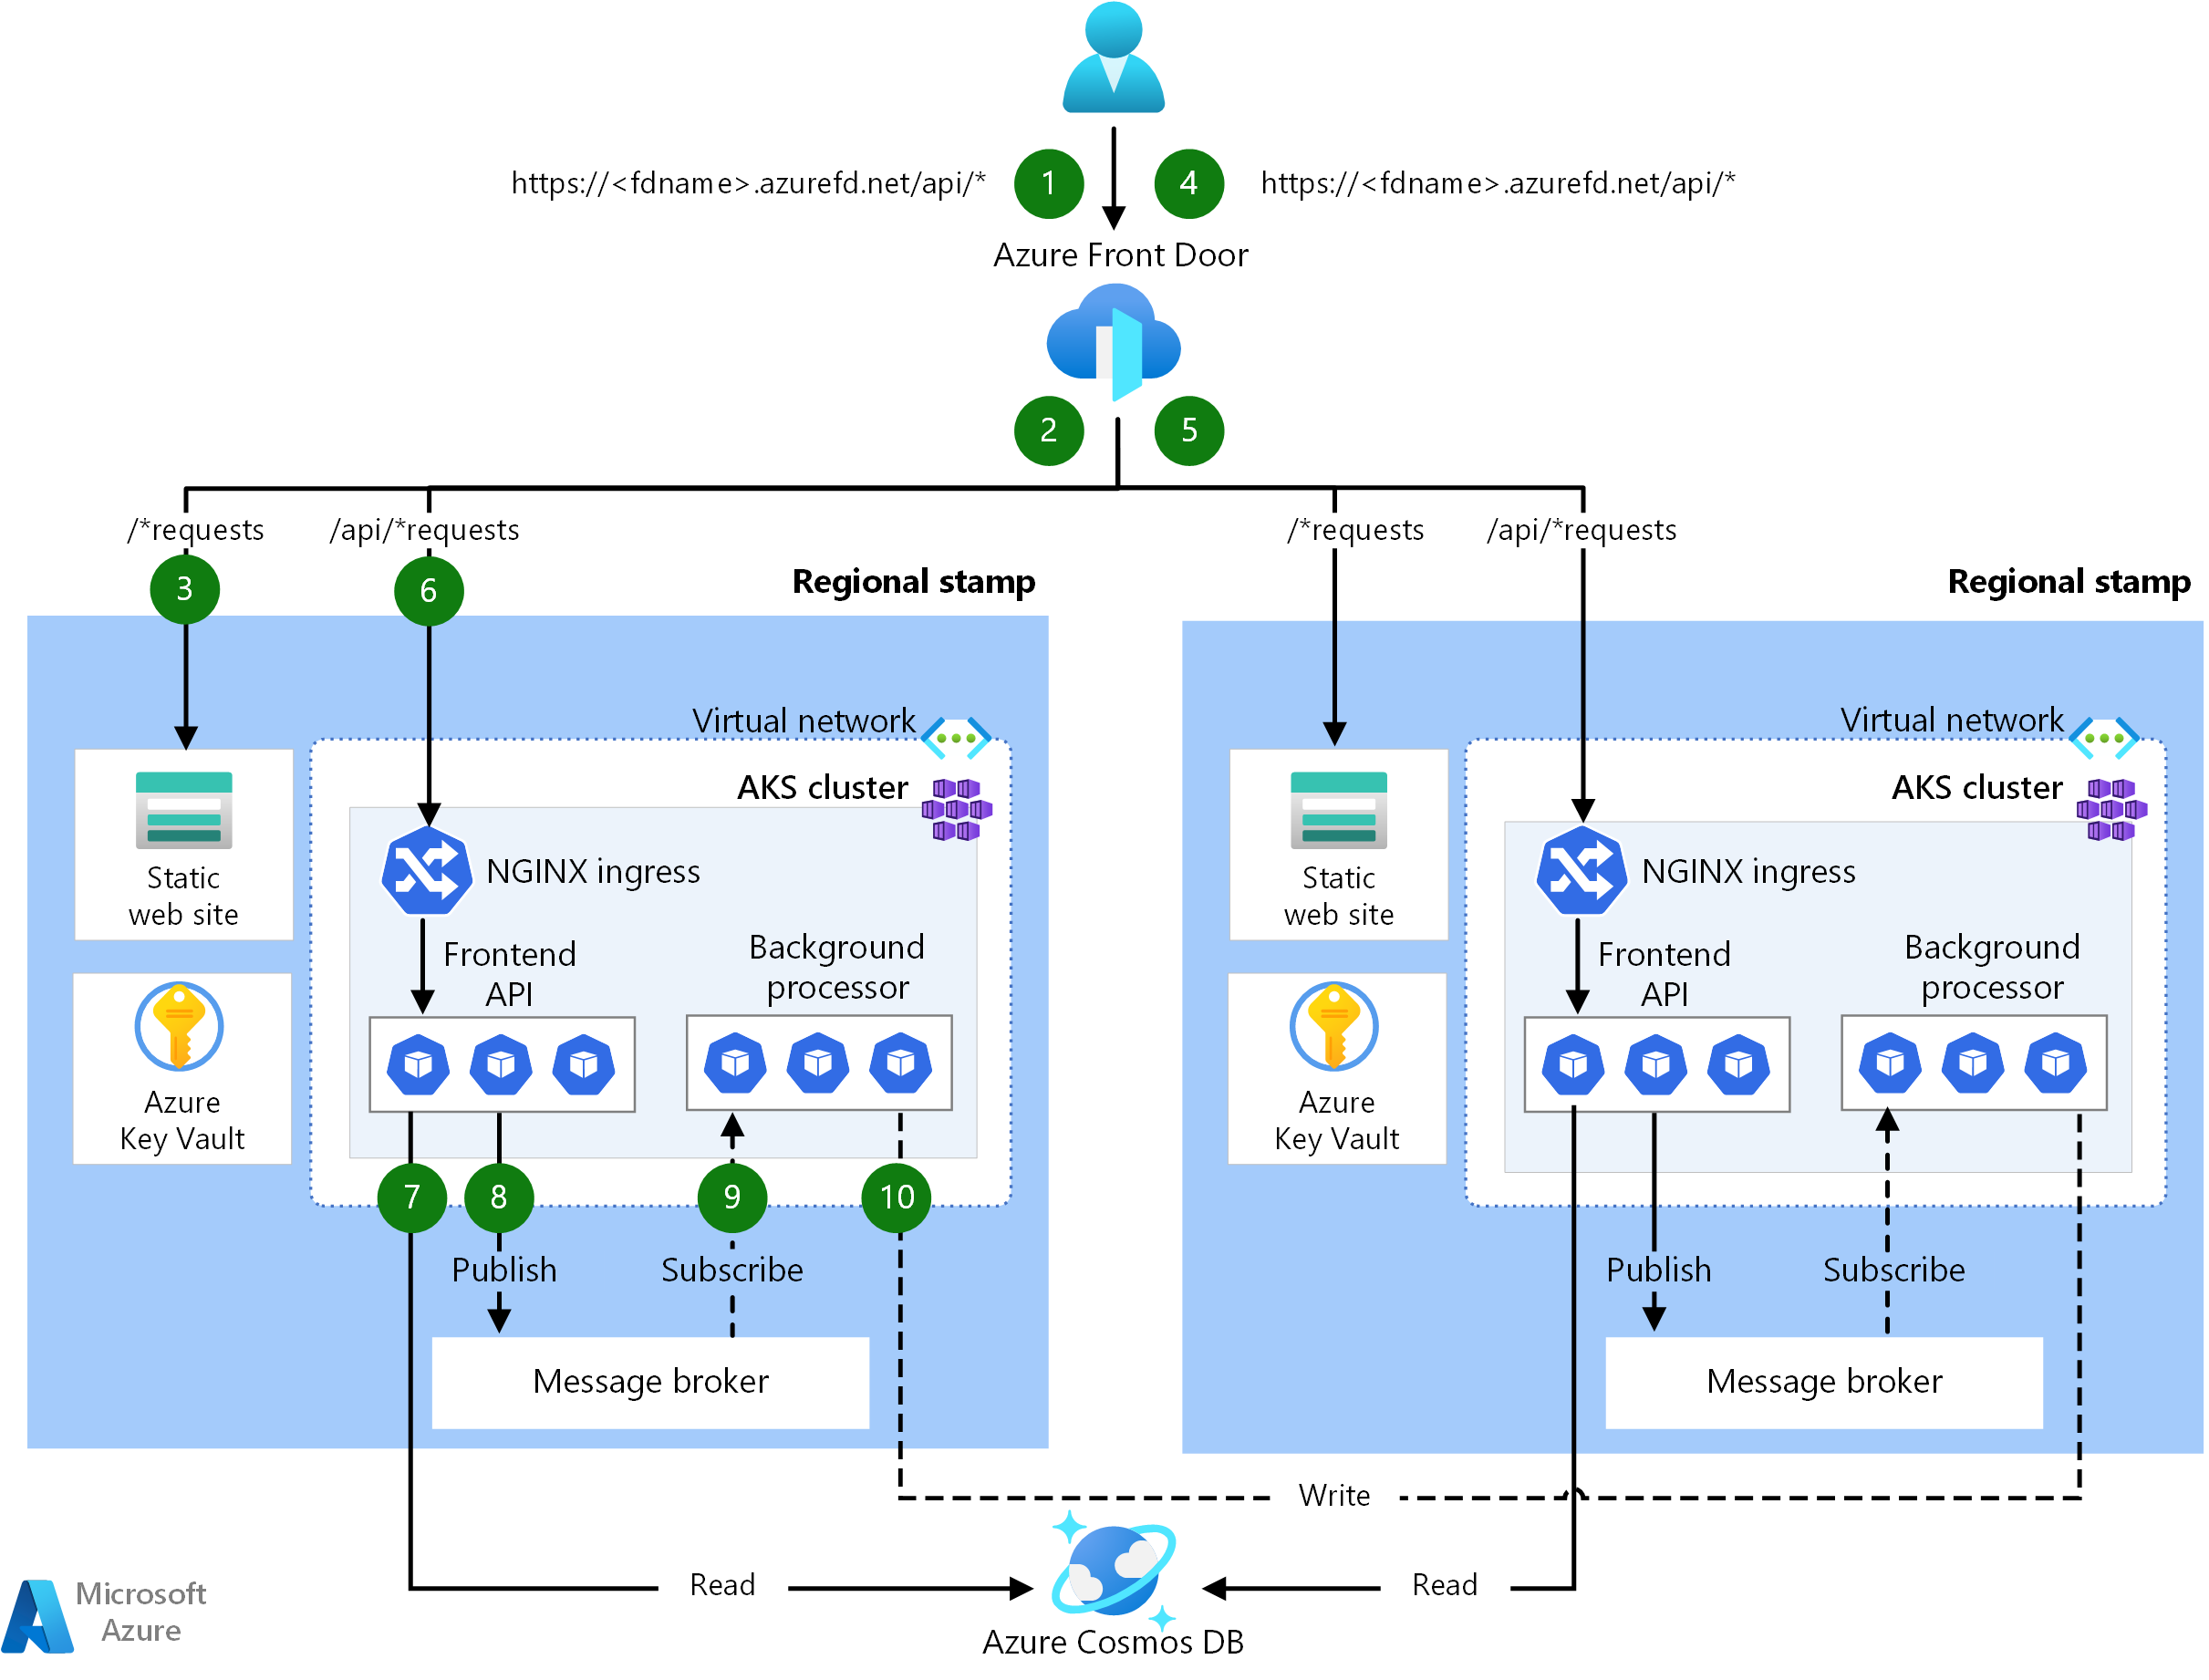 https://<fdname>.azurefd.net/api/*
1
4
https://<fdname>.azurefd.net/api/*
Azure Front Door
2
5
/*requests
/api/*requests
/*requests
/api/*requests
3
6
Regional stamp
Regional stamp
Virtual network
Virtual network
AKS cluster
AKS cluster
NGINX ingress
NGINX ingress
Static
web site
Static
web site
Frontend
API
Background
processor
Frontend
API
Background
processor
Azure
Key Vault
Azure
Key Vault
7
8
9
10
Publish
Subscribe
Publish
Subscribe
Message broker
Message broker
Write
Read
Read
Azure Cosmos DB
Microsoft
Azure